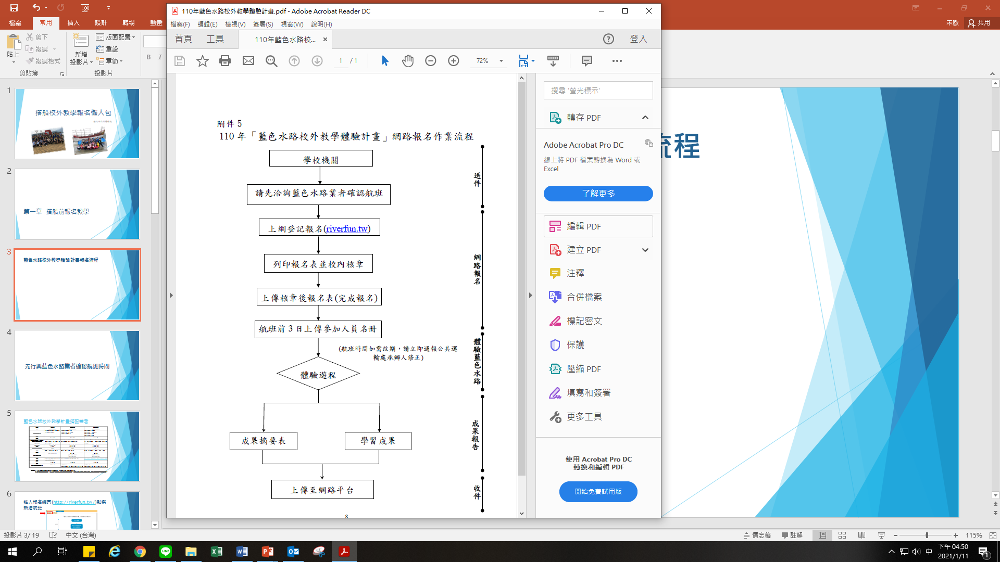 110年藍色水路校外教學體驗計畫.pdf - Adobe Acrobat Reader DC
檔案 常用 插入 設計 轉場 動畫
宋歡 共用
檔案(F) 編輯(E) 檢視(V) 簽署(S) 視窗(W) 說明(H)
首頁 工具 110年藍色水路校... × 登入
貼上 剪下 複製 複製格式
剪貼簿
新增
投影片 版面配置 重設 章節
投影片
B I
1 / 1 72%
1
搭船校外教學報名懶人包
2
第一章 搭船前報名教學
3
藍色水路校外教學體驗計畫報名流程
4
先行與藍色水路業者確認航班時間
5
藍色水路校外教學計畫搭配業者
6
進入報名網頁(http://riverfun.tw/)點選
新增航班
附件 5
110 年「藍色水路校外教學體驗計畫」網路報名作業流程
學校機關
請先洽詢藍色水路業者確認航班
上網登記報名(riverfun.tw)
列印報名表並校內核章
上傳核章後報名表(完成報名)
航班前 3 日上傳參加人員名冊
(航班時間如需改期，請立即通報公共運
輸處承辦人修正)
體驗遊程
成果摘要表
學習成果
上傳至網路平台
8
送件
網路報名
體驗藍色水路
成果報告
收件
搜尋 '螢光標示'
轉存 PDF
Adobe Acrobat Pro DC
線上將 PDF 檔案轉換為 Word 或
Excel
了解更多
編輯 PDF
建立 PDF
注釋
合併檔案
標記密文
保護
壓縮 PDF
填寫和簽署
更多工具
使用 Acrobat Pro DC
轉換和編輯 PDF
開始免費試用版
流程
投影片 3/ 19 中文 (台灣)
備忘稿 註解 115%
中 下午 04:50
2021/1/11
1